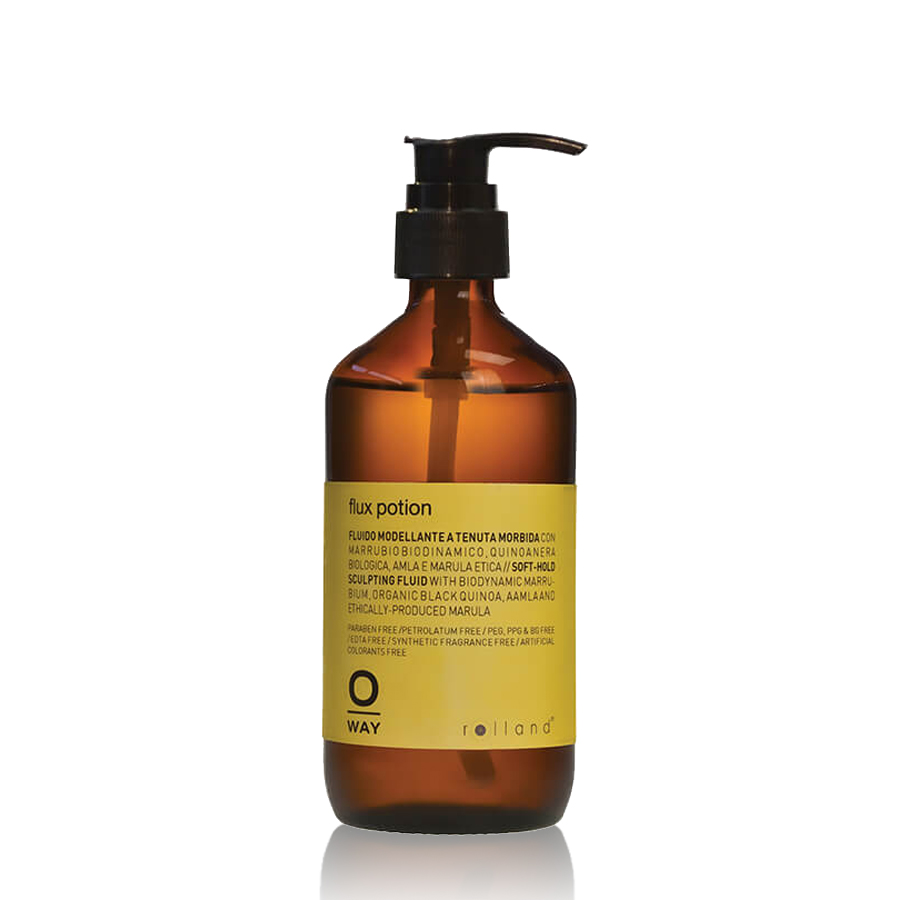 flux potion
FLUIDO MODELLANTE A TENUTA MORBIDA CON
MARRUBIO BIODINAMICO, QUINOA NERA
BIOLOGICA, AMLA E MARULA ETICA // SOFT-HOLD
SCULPTING FLUID WITH BIODYNAMIC MARRU-
BIUM, ORGANIC BLACK QUINOA, AAMLA AND
ETHICALLY-PRODUCED MARULA
PARABEN FREE / PETROLATUM FREE / PEG, PPG & BG FREE
/ EDTA FREE / SYNTHETIC FRAGRANCE FREE / ARTIFICIAL
COLORANTS FREE
O
WAY
rolland®